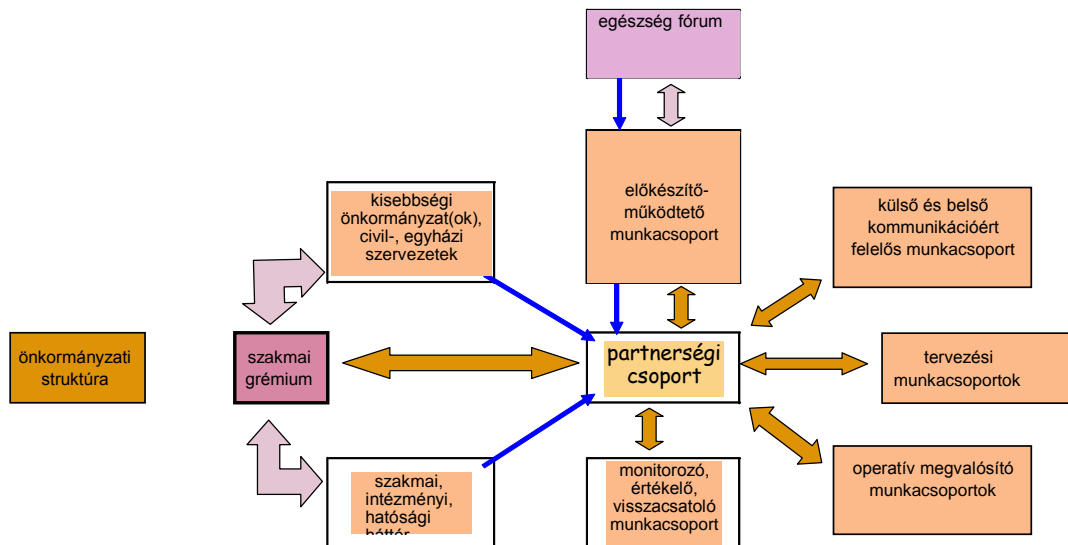 egészség fórum
előkészítő-
működtető
munkacsoport
kisebbségi
önkormányzat(ok),
civil-, egyházi
szervezetek
külső és belső
kommunikációért
felelős munkacsoport
önkormányzati
struktúra
szakmai
grémium
partnerségi
csoport
tervezési
munkacsoportok
szakmai,
intézményi,
hatósági
háttér
monitorozó,
értékelő,
visszacsatoló
munkacsoport
operatív megvalósító
munkacsoportok